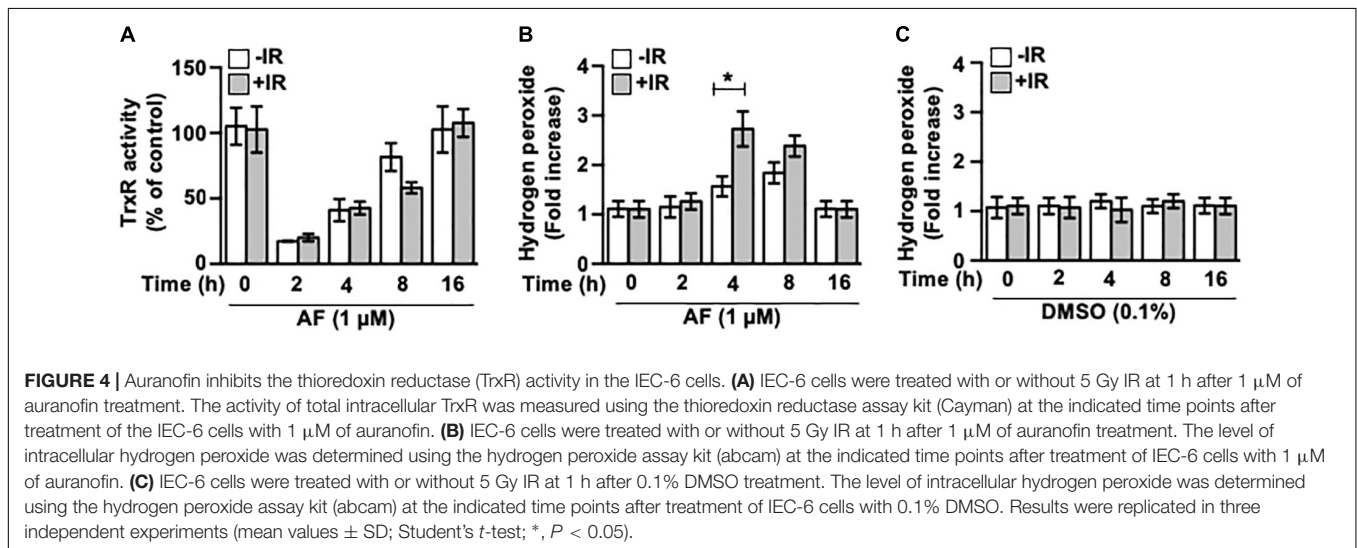 A
B
C
-IR
+IR
-IR
+IR
-IR
+IR
TrxR activity
(% of control)
150
100
50
0
Hydrogen peroxide
(Fold increase)
4
3
2
1
0
*
Hydrogen peroxide
(Fold increase)
4
3
2
1
0
Time (h) 0 2 4 8 16
AF (1 µM)
Time (h) 0 2 4 8 16
AF (1 µM)
Time (h) 0 2 4 8 16
DMSO (0.1%)
FIGURE 4 | Auranofin inhibits the thioredoxin reductase (TrxR) activity in the IEC-6 cells. (A) IEC-6 cells were treated with or without 5 Gy IR at 1 h after 1 µM of
auranofin treatment. The activity of total intracellular TrxR was measured using the thioredoxin reductase assay kit (Cayman) at the indicated time points after
treatment of the IEC-6 cells with 1 µM of auranofin. (B) IEC-6 cells were treated with or without 5 Gy IR at 1 h after 1 µM of auranofin treatment. The level of
intracellular hydrogen peroxide was determined using the hydrogen peroxide assay kit (abcam) at the indicated time points after treatment of IEC-6 cells with 1 µM
of auranofin. (C) IEC-6 cells were treated with or without 5 Gy IR at 1 h after 0.1% DMSO treatment. The level of intracellular hydrogen peroxide was determined
using the hydrogen peroxide assay kit (abcam) at the indicated time points after treatment of IEC-6 cells with 0.1% DMSO. Results were replicated in three
independent experiments (mean values ± SD; Student's t-test; *, P < 0.05).